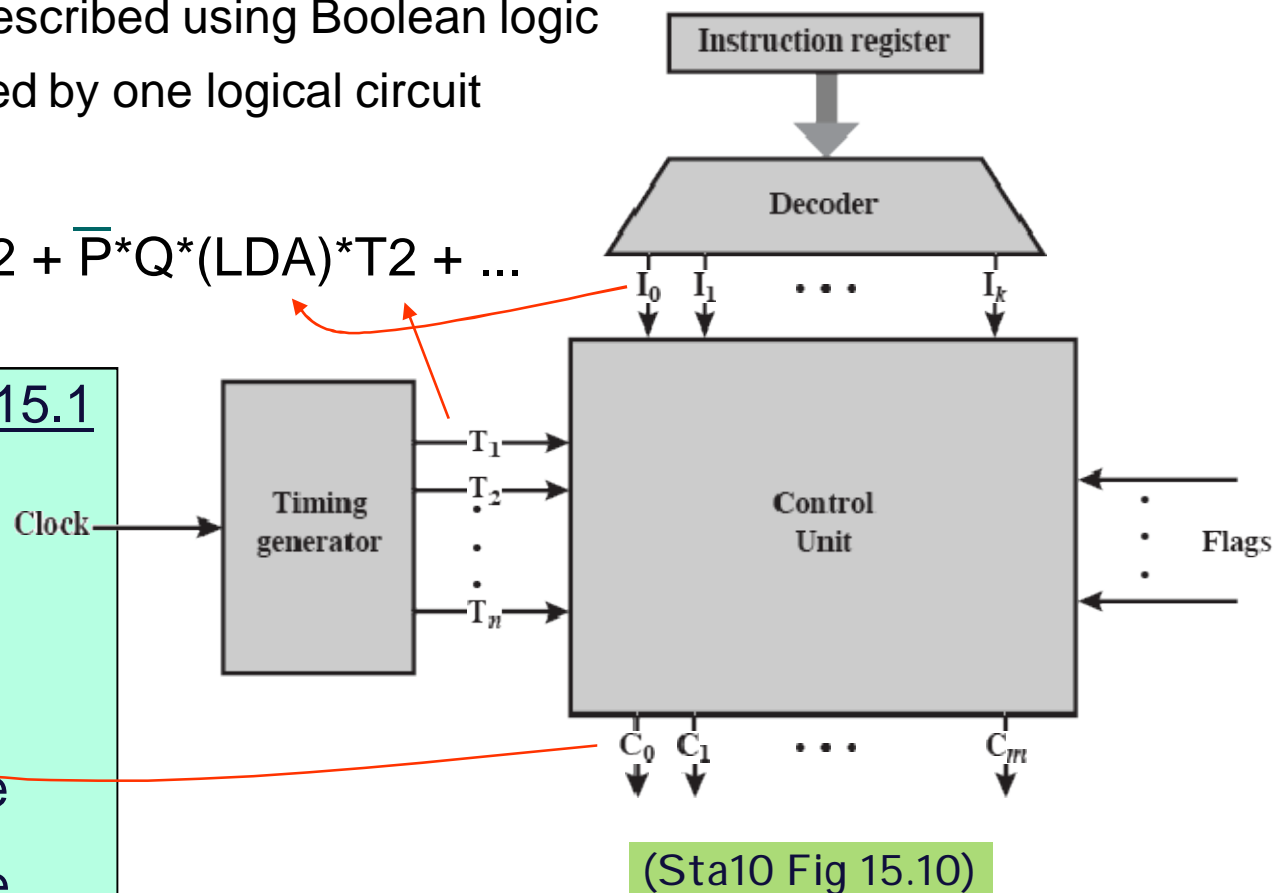 escribed using Boolean logic
ed by one logical circuit
2 + P̅*Q*(LDA)*T2 + ...
Instruction register
Decoder
I₀ I₁ • • • Iₖ
15.1
Clock
Timing
generator
T₁
T₂
Tₙ
Control
Unit
Flags
C₀ C₁ • • • Cₘ
e
e
(Sta10 Fig 15.10)